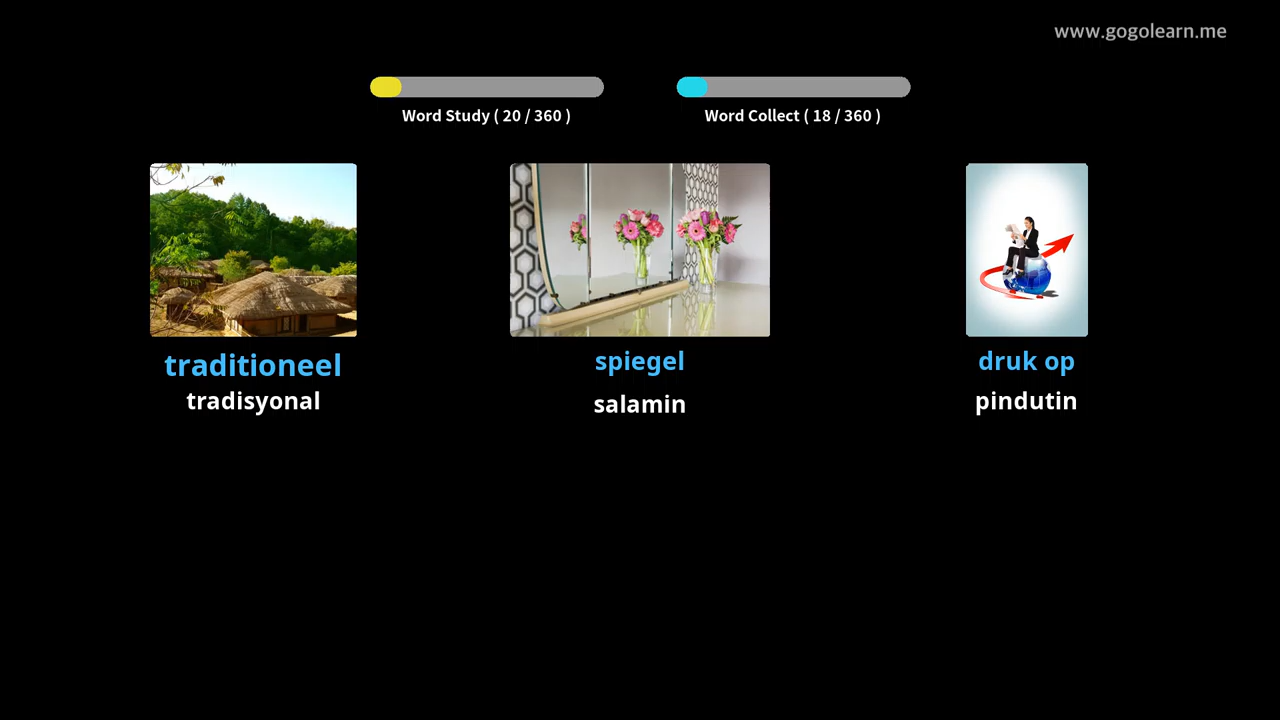 www.gogolearn.me
Word Study ( 20 / 360 )
Word Collect ( 18 / 360 )
traditioneel
tradisyonal
spiegel
salamin
druk op
pindutin